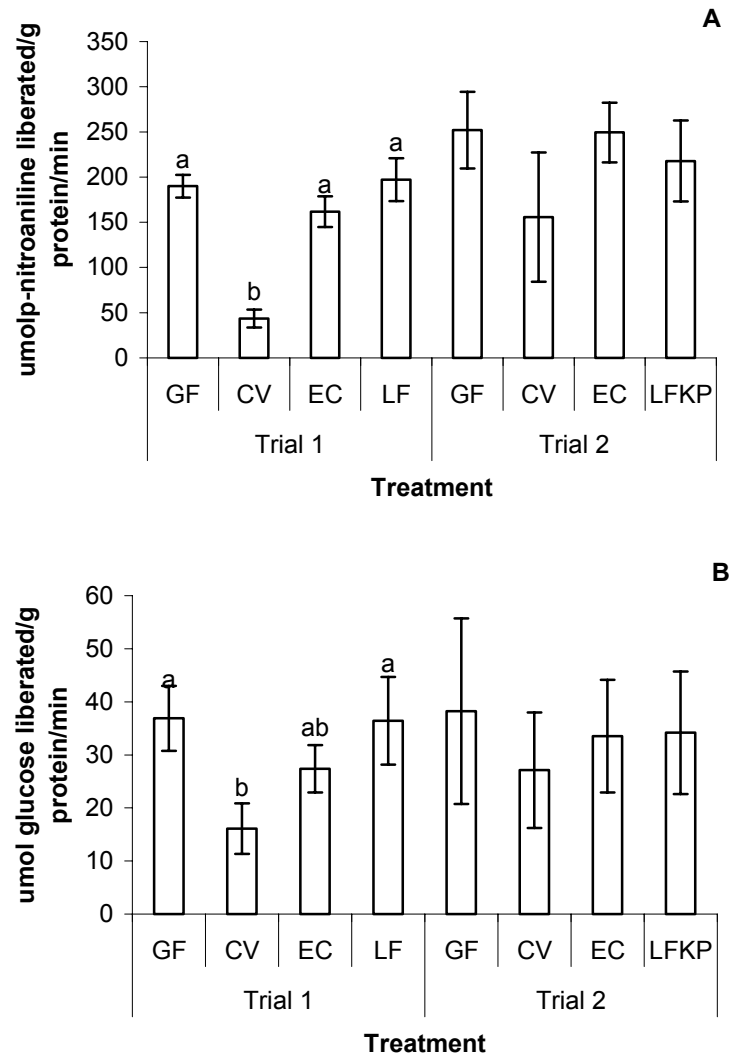 A
umolp-nitroaniline liberated/g
protein/min
350
300
250
200
150
100
50
0
a
b
a
a
GF CV EC LF GF CV EC LFKP
Trial 1 Trial 2
Treatment
B
umol glucose liberated/g
protein/min
60
50
40
30
20
10
0
a
b
ab
a
GF CV EC LF GF CV EC LFKP
Trial 1 Trial 2
Treatment